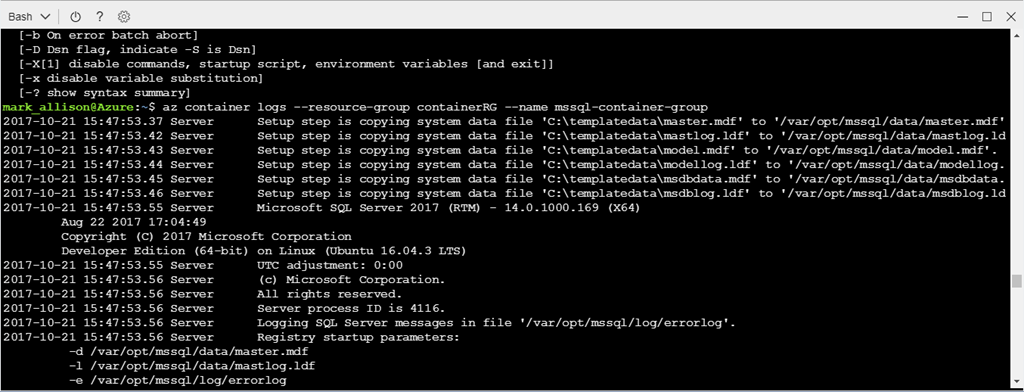 Bash
[-b On error batch abort]
[-D Dsn flag, indicate -S is Dsn]
[-X[1] disable commands, startup script, environment variables [and exit]]
[-x disable variable substitution]
[-? show syntax summary]
mark_allison@Azure:~$ az container logs --resource-group containerRG --name mssql-container-group
2017-10-21 15:47:53.37 Server Setup step is copying system data file 'C:\templatedata\master.mdf' to '/var/opt/mssql/data/master.mdf'
2017-10-21 15:47:53.42 Server Setup step is copying system data file 'C:\templatedata\mastlog.ldf' to '/var/opt/mssql/data/mastlog.ld
2017-10-21 15:47:53.43 Server Setup step is copying system data file 'C:\templatedata\model.mdf' to '/var/opt/mssql/data/model.mdf'.
2017-10-21 15:47:53.44 Server Setup step is copying system data file 'C:\templatedata\modellog.ldf' to '/var/opt/mssql/data/modellog.
2017-10-21 15:47:53.45 Server Setup step is copying system data file 'C:\templatedata\msdbdata.mdf' to '/var/opt/mssql/data/msdbdata.
2017-10-21 15:47:53.46 Server Setup step is copying system data file 'C:\templatedata\msdblog.ldf' to '/var/opt/mssql/data/msdblog.ld
2017-10-21 15:47:53.55 Server Microsoft SQL Server 2017 (RTM) - 14.0.1000.169 (X64)
Aug 22 2017 17:04:49
Copyright (C) 2017 Microsoft Corporation
Developer Edition (64-bit) on Linux (Ubuntu 16.04.3 LTS)
2017-10-21 15:47:53.55 Server UTC adjustment: 0:00
2017-10-21 15:47:53.56 Server (c) Microsoft Corporation.
2017-10-21 15:47:53.56 Server All rights reserved.
2017-10-21 15:47:53.56 Server Server process ID is 4116.
2017-10-21 15:47:53.56 Server Logging SQL Server messages in file '/var/opt/mssql/log/errorlog'.
2017-10-21 15:47:53.56 Server Registry startup parameters:
-d /var/opt/mssql/data/master.mdf
-l /var/opt/mssql/data/mastlog.ldf
-e /var/opt/mssql/log/errorlog